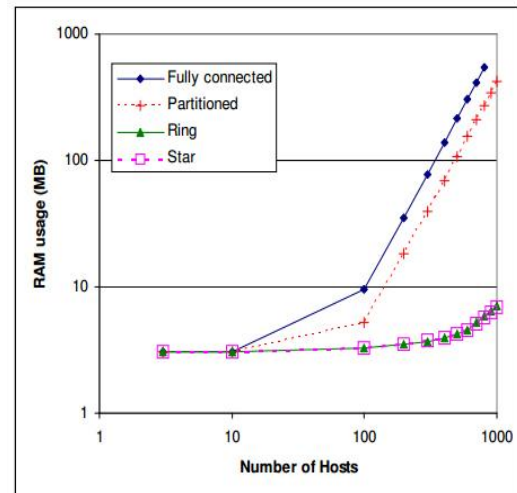 1000
100
10
1
RAM usage (MB)
Fully connected
Partitioned
Ring
Star
1 10 100 1000
Number of Hosts